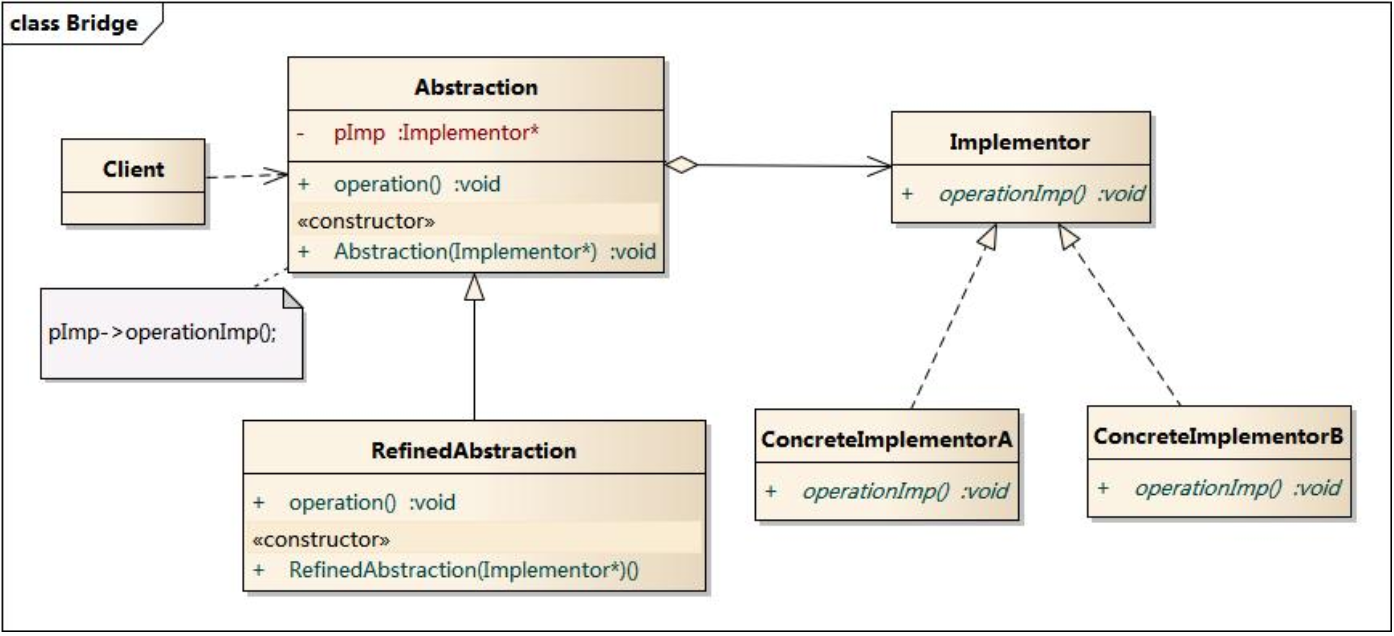 class Bridge
Abstraction
- pImp :Implementor*
+ operation() :void
«constructor»
+ Abstraction(Implementor*) :void
Client
Implementor
+ operationImp() :void
pImp->operationImp();
RefinedAbstraction
+ operation() :void
«constructor»
+ RefinedAbstraction(Implementor*)()
ConcreteImplementorA
+ operationImp() :void
ConcreteImplementorB
+ operationImp() :void